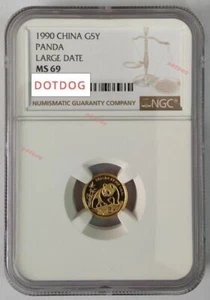 1990 CHINA G5Y
PANDA
LARGE DATE
MS 69
DOTDOG
NUMISMATIC GUARANTY COMPANY
NGC